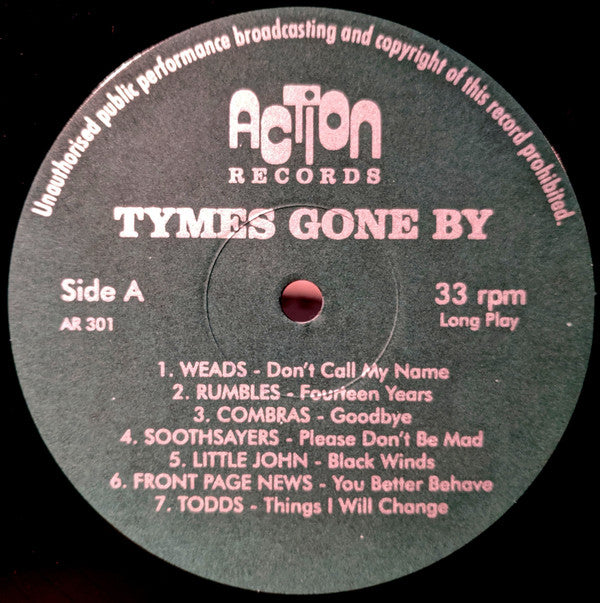 Unauthorised public performance broadcasting and copyright of this record prohibited.
ACTiON
RECORDS
TYMES GONE BY
Side A
AR 301
33 rpm
Long Play
1. WEADS - Don't Call My Name
2. RUMBLES - Fourteen Years
3. COMBRAS - Goodbye
4. SOOTHSAYERS - Please Don't Be Mad
5. LITTLE JOHN - Black Winds
6. FRONT PAGE NEWS - You Better Behave
7. TODDS - Things I Will Change